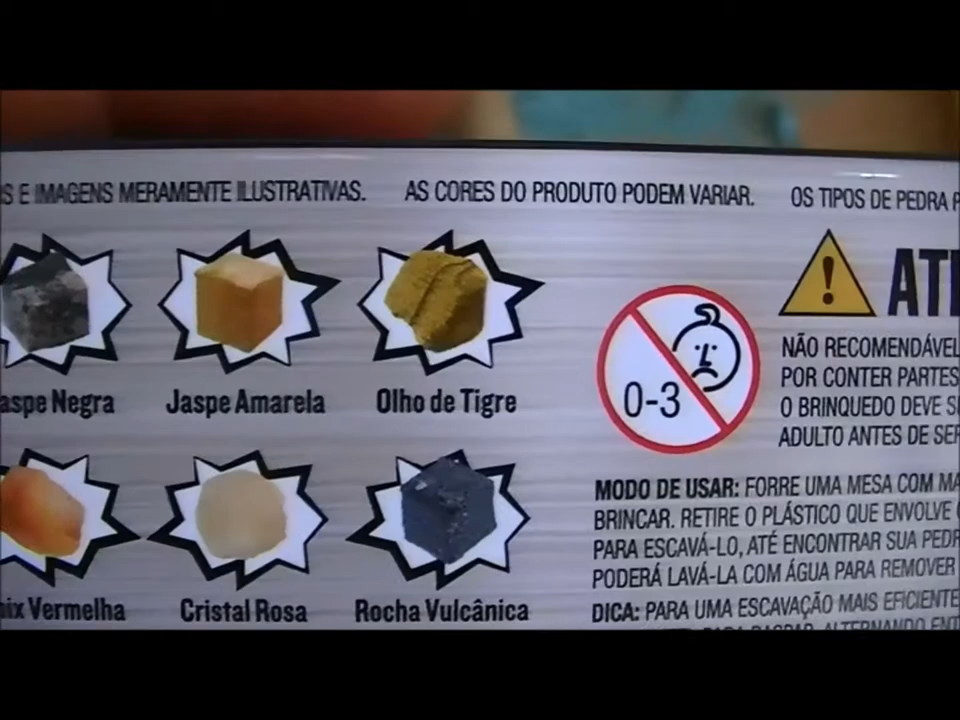 E IMAGENS MERAMENTE ILUSTRATIVAS. AS CORES DO PRODUTO PODEM VARIAR. OS TIPOS DE PEDRA
aspe Negra Jaspe Amarela Olho de Tigre
nix Vermelha Cristal Rosa Rocha Vulcânica
0-3
ATE
NÃO RECOMENDÁVEL
POR CONTER PARTES
O BRINQUEDO DEVE
ADULTO ANTES DE SER
MODO DE USAR: FORRE UMA MESA COM
BRINCAR. RETIRE O PLÁSTICO QUE ENVOLVE
PARA ESCAVÁ-LO, ATÉ ENCONTRAR SUA PEDR
PODERÁ LAVÁ-LA COM ÁGUA PARA REMOVER
DICA: PARA UMA ESCAVAÇÃO MAIS EFICIENTE